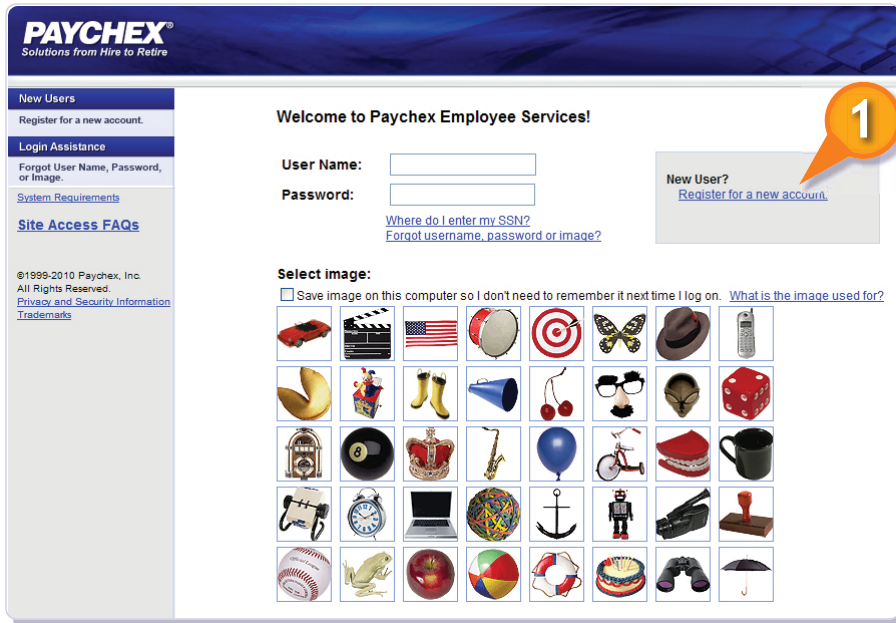 PAYCHEX®
Solutions from Hire to Retire
New Users
Register for a new account.
Login Assistance
Forgot User Name, Password,
or Image.
System Requirements
Site Access FAQs
©1999-2010 Paychex, Inc.
All Rights Reserved.
Privacy and Security Information
Trademarks
Welcome to Paychex Employee Services!
User Name:
Password:
Where do I enter my SSN?
Forgot username, password or image?
1
New User?
Register for a new account.
Select image:
Save image on this computer so I don't need to remember it next time I log on. What is the image used for?
8